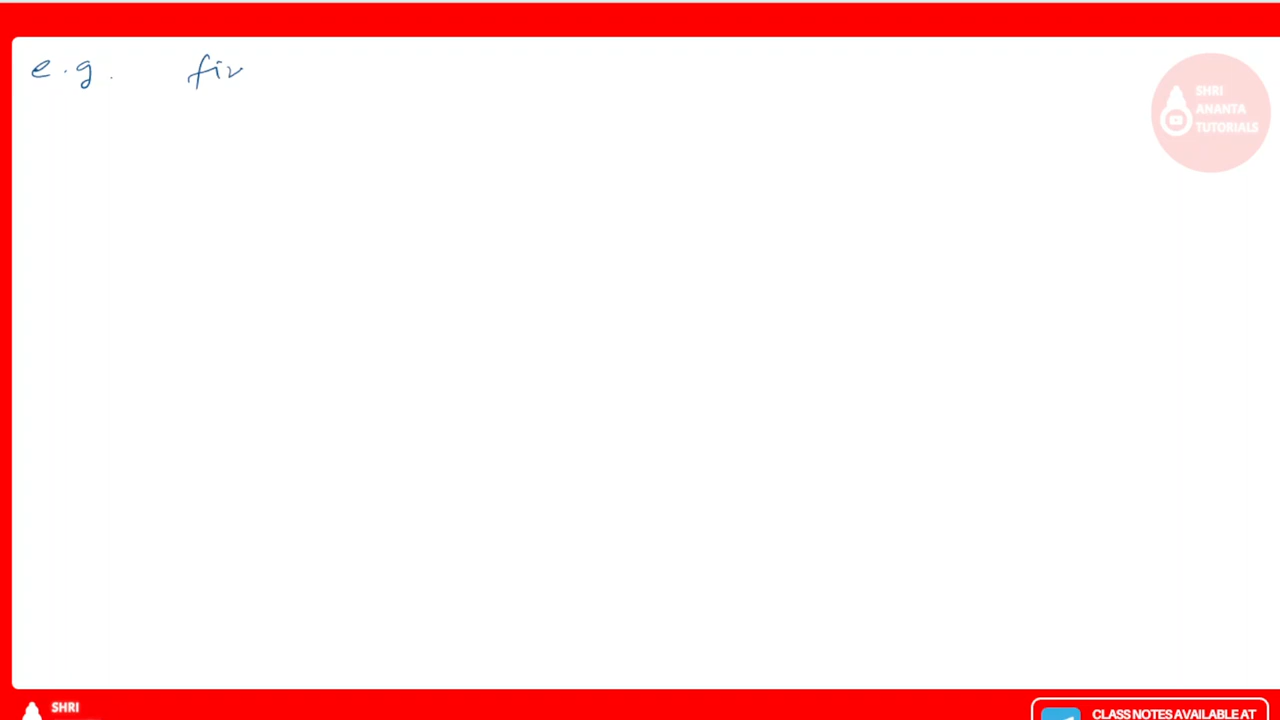 e.g. fir
SHRI
ANANTA
TUTORIALS
SHRI
CLASS NOTES AVAILABLE AT